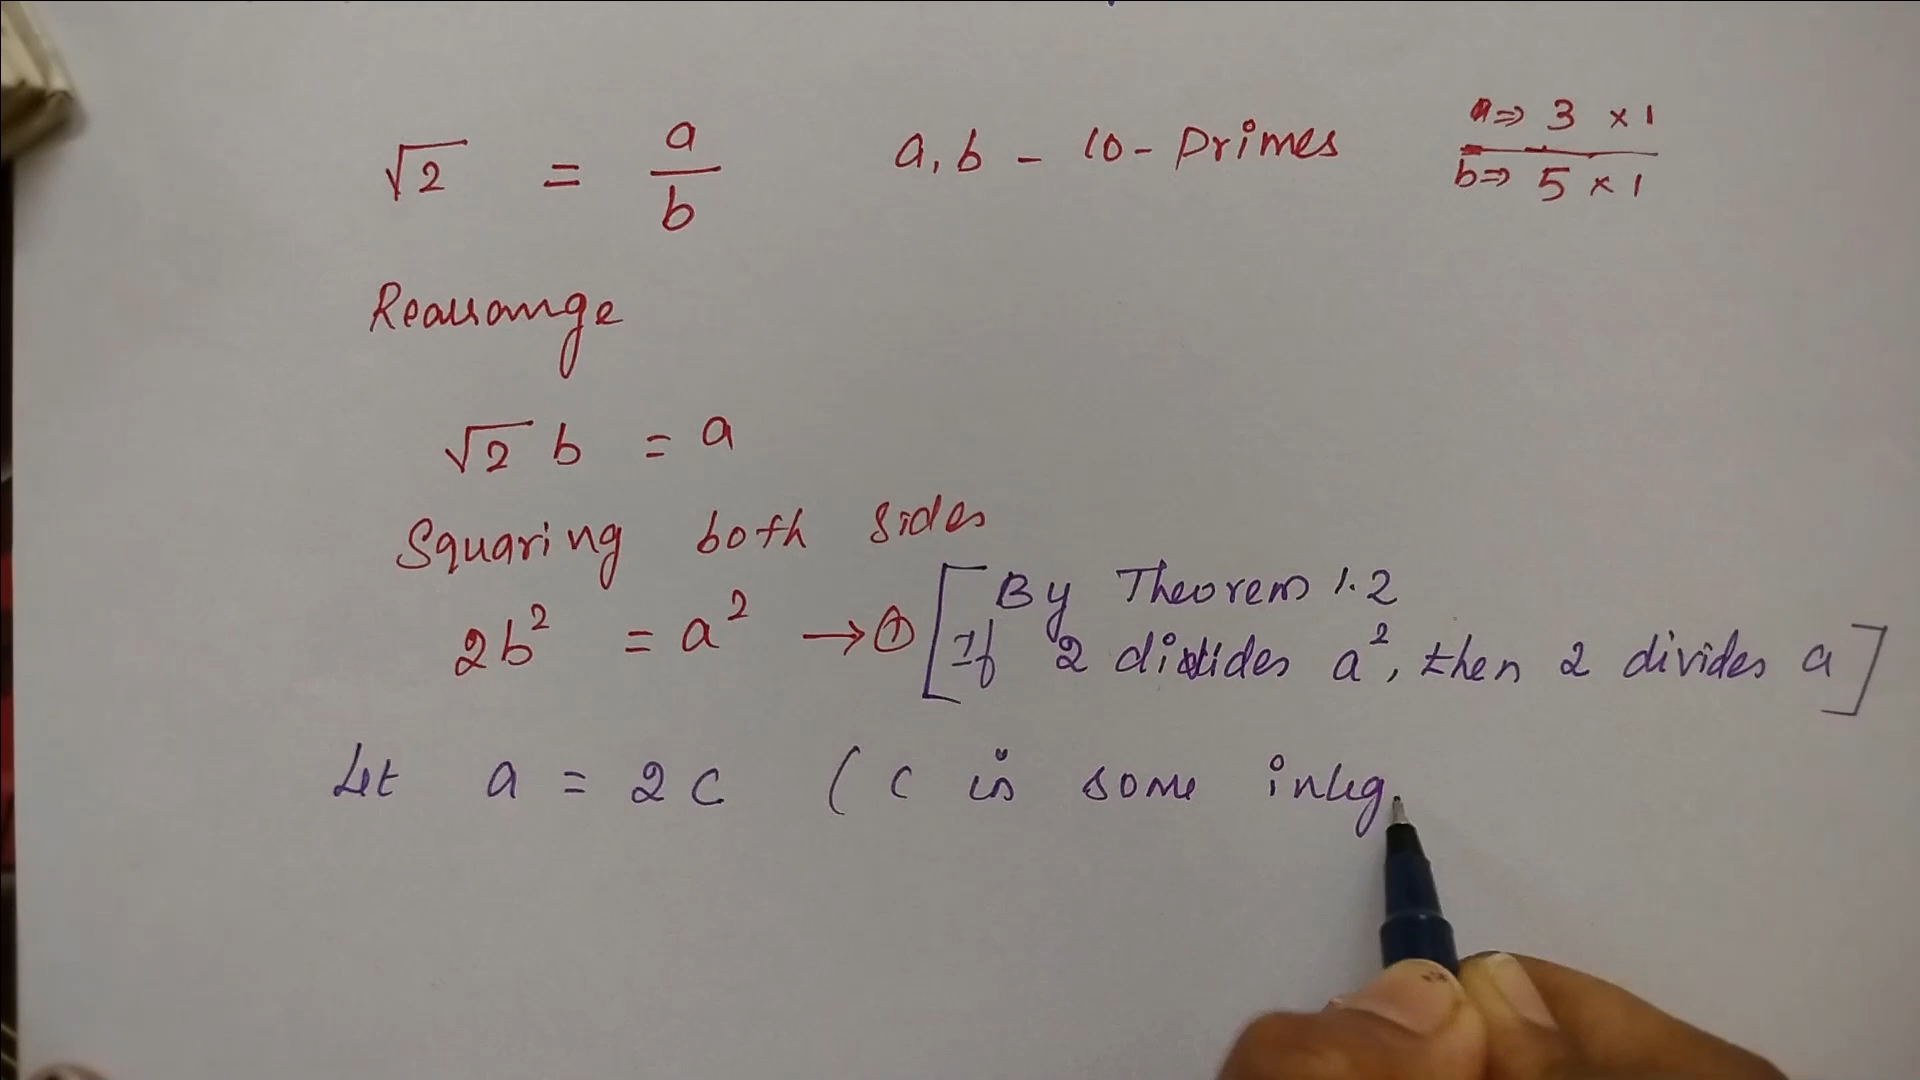 √2 = a/b    a, b - co-primes    a⇒ 3 × 1 / b⇒ 5 × 1
Rearrange
√2 b = a
Squaring both sides
2b² = a² → ① [By Theorem 1.2
If 2 divides a², then 2 divides a]
Let a = 2c (c is some integ